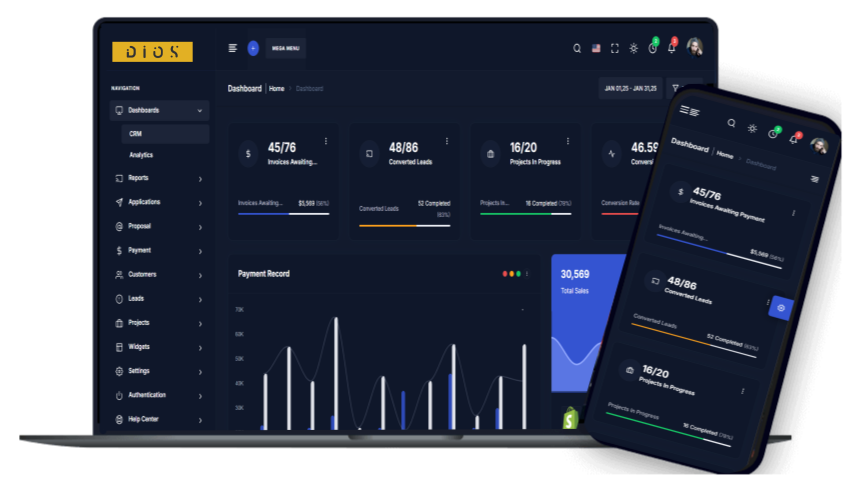 DIOS
MEGA MENU
2
2
NAVIGATION
Dashboards
CRM
Analytics
Reports
Applications
Proposal
Payment
Customers
Leads
Projects
Widgets
Settings
Authentication
Help Center
Dashboard | Home > Dashboard
JAN 01,25 - JAN 31,25
45/76
Invoices Awaiting...
Invoices Awaiting... $5,569 (56%)
48/86
Converted Leads
Converted Leads 52 Completed
(63%)
16/20
Projects In Progress
Projects In... 16 Completed (78%)
46.59
Conversi
Conversion Rate
Payment Record
70K
60K
50K
40K
30K
30,569
Total Sales
Dashboard | Home > Dashboard
45/76
Invoices Awaiting Payment
Invoices Awaiting...
$5,569 (56%)
48/86
Converted Leads
Converted Leads
52 Completed (63%)
16/20
Projects In Progress
Projects In Progress
16 Completed (78%)